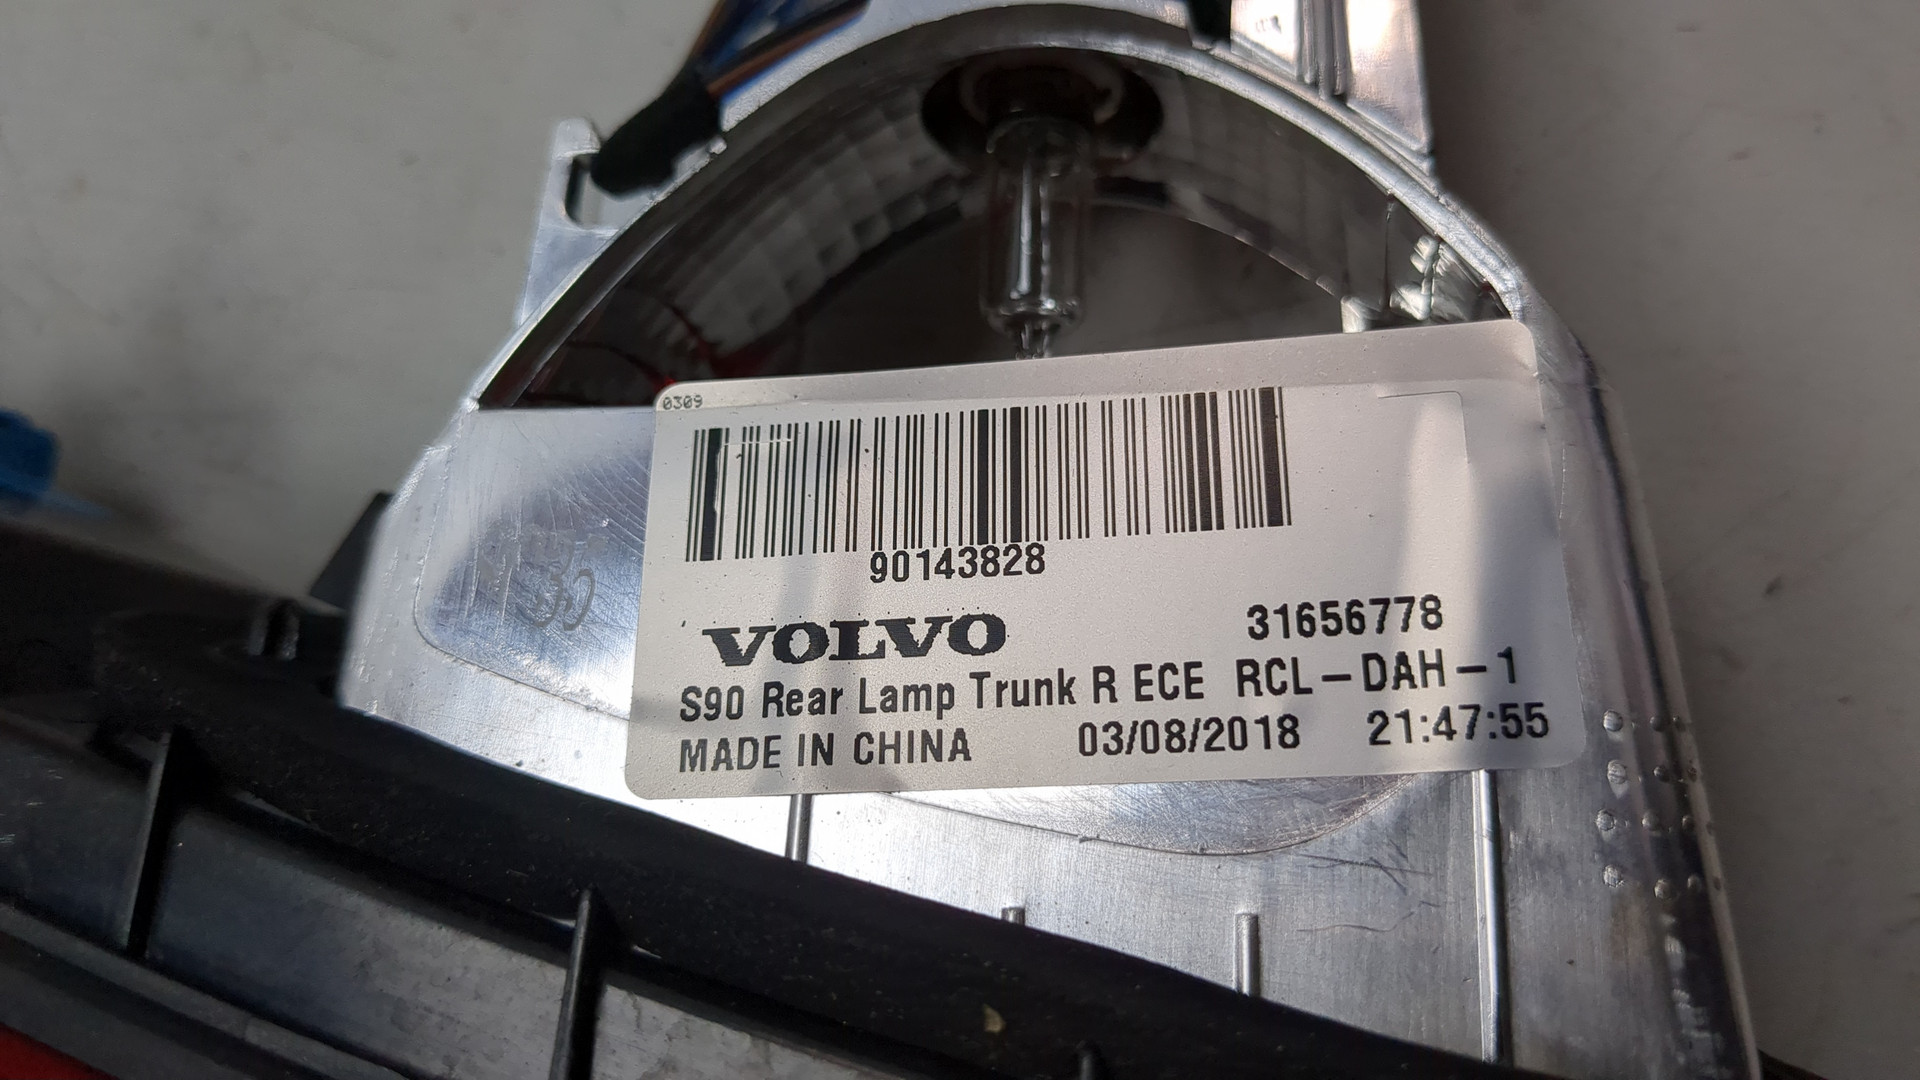 0309
90143828
VOLVO 31656778
S90 Rear Lamp Trunk R ECE RCL-DAH-1
MADE IN CHINA 03/08/2018 21:47:55